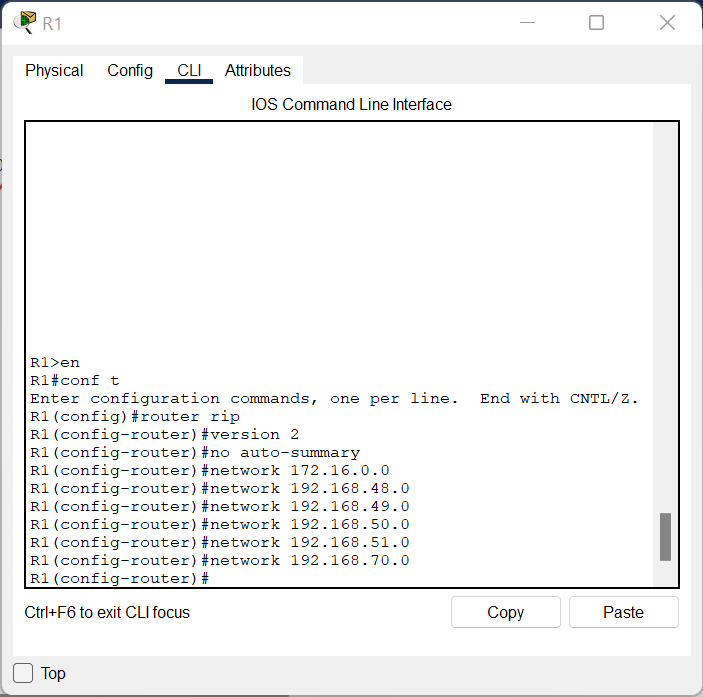 R1
Physical Config CLI Attributes
IOS Command Line Interface
R1>en
R1#conf t
Enter configuration commands, one per line.  End with CNTL/Z.
R1(config)#router rip
R1(config-router)#version 2
R1(config-router)#no auto-summary
R1(config-router)#network 172.16.0.0
R1(config-router)#network 192.168.48.0
R1(config-router)#network 192.168.49.0
R1(config-router)#network 192.168.50.0
R1(config-router)#network 192.168.51.0
R1(config-router)#network 192.168.70.0
R1(config-router)#
Ctrl+F6 to exit CLI focus
Copy Paste
Top